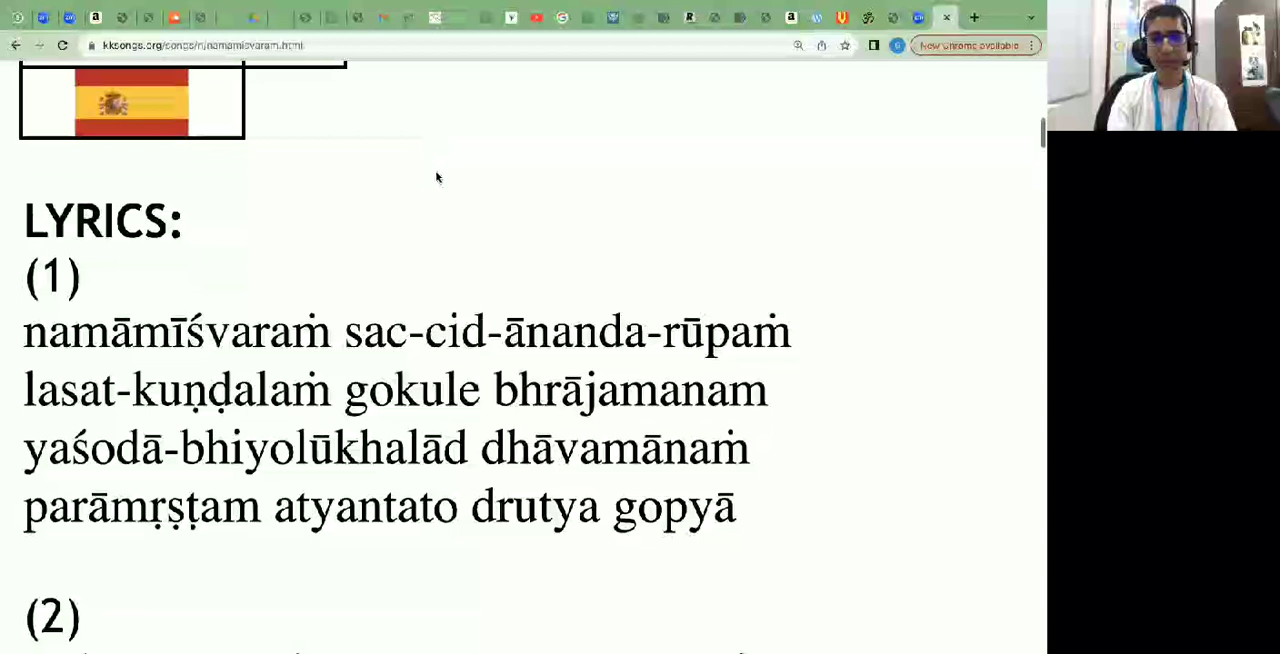 kksongs.org/songs/n/namamisvaram.html
New Chrome available
LYRICS:
(1)
namāmīśvaraṁ sac-cid-ānanda-rūpaṁ
lasat-kuṇḍalaṁ gokule bhrājamanam
yaśodā-bhiyolūkhalād dhāvamānaṁ
parāmṛṣṭam atyantato drutya gopyā
(2)